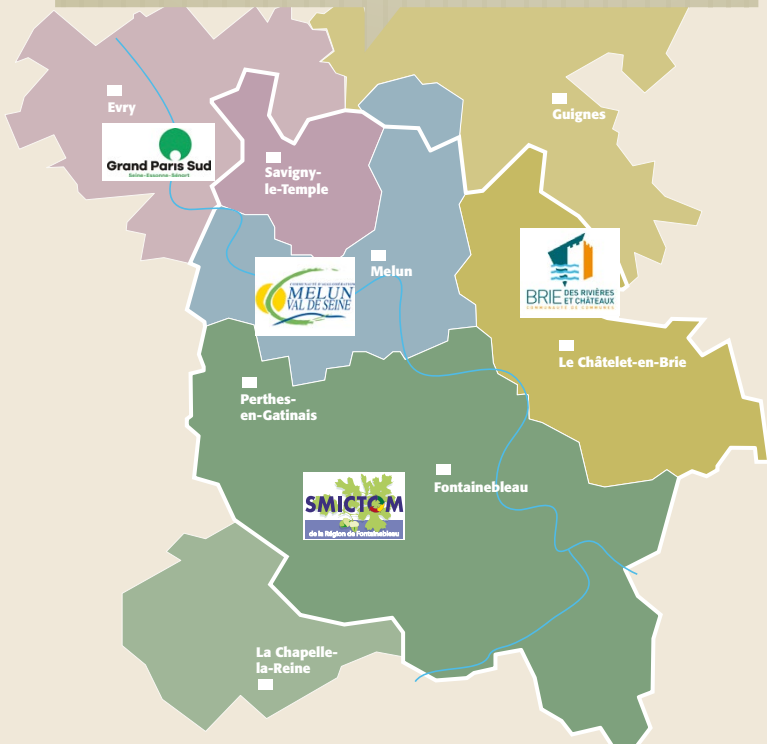 Evry
Guignes
Grand Paris Sud
Seine-Essonne-Sénart
Savigny-
le-Temple
Melun
COMMUNAUTÉ D'AGGLOMÉRATION
MELUN
VAL DE SEINE
BRIE DES RIVIÈRES
ET CHÂTEAUX
COMMUNAUTÉ DE COMMUNES
Le Châtelet-en-Brie
Perthes-
en-Gatinais
Fontainebleau
SMICTOM
de la Région de Fontainebleau
La Chapelle-
la-Reine